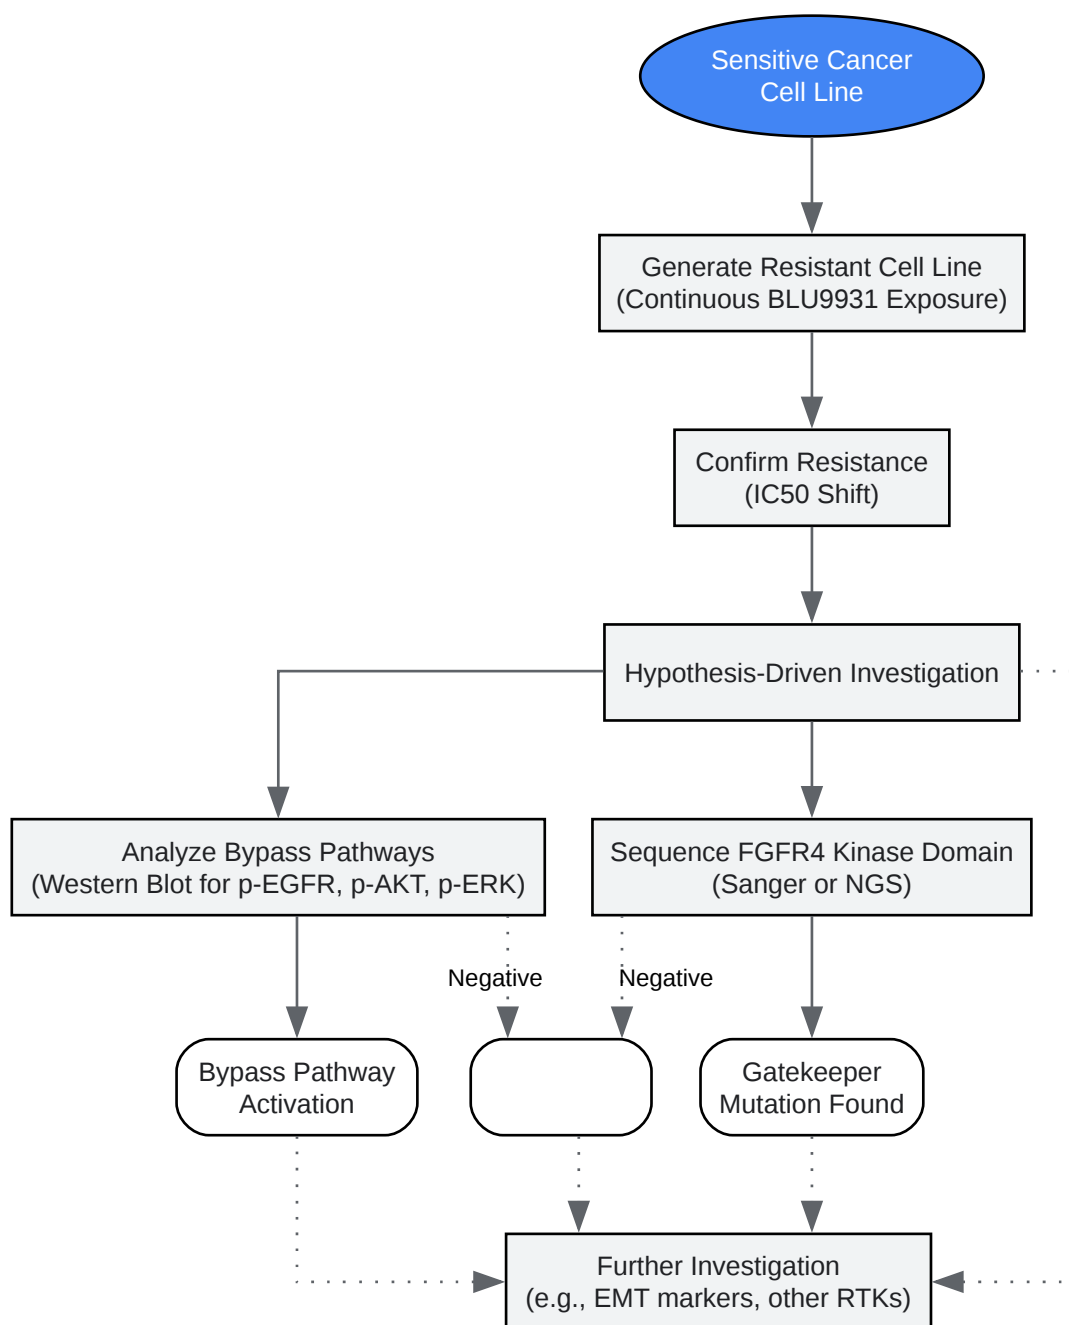 Sensitive Cancer
Cell Line
Generate Resistant Cell Line
(Continuous BLU9931 Exposure)
Confirm Resistance
(IC50 Shift)
Hypothesis-Driven Investigation
Analyze Bypass Pathways
(Western Blot for p-EGFR, p-AKT, p-ERK)
Sequence FGFR4 Kinase Domain
(Sanger or NGS)
Negative
Negative
Bypass Pathway
Activation
Gatekeeper
Mutation Found
Further Investigation
(e.g., EMT markers, other RTKs)